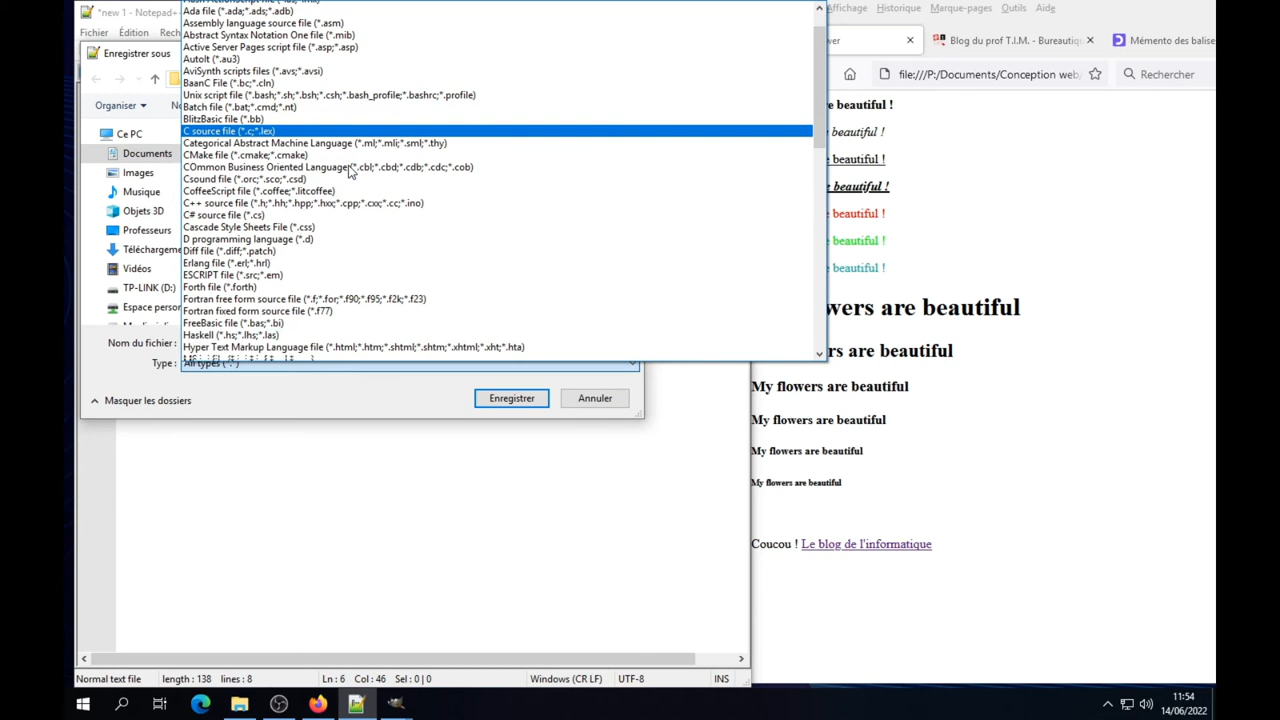 *new 1 - Notepad+
Affichage Historique Marque-pages Outils Aide
Fichier Édition Rech
Enregistrer sous
Ada file (*.ada;*.ads;*.adb)
Assembly language source file (*.asm)
Abstract Syntax Notation One file (*.mib)
Active Server Pages script file (*.asp;*.asp)
AutoIt (*.au3)
AviSynth scripts files (*.avs;*.avsi)
BaanC File (*.bc;*.cln)
Unix script file (*.bash;*.sh;*.bsh;*.csh;*.bash_profile;*.bashrc;*.profile)
Batch file (*.bat;*.cmd;*.nt)
BlitzBasic file (*.bb)
C source file (*.c;*.lex)
Categorical Abstract Machine Language (*.ml;*.mli;*.sml;*.thy)
CMake file (*.cmake;*.cmake)
COmmon Business Oriented Language (*.cbl;*.cbd;*.cdb;*.cdc;*.cob)
Csound file (*.orc;*.sco;*.csd)
CoffeeScript file (*.coffee;*.litcoffee)
C++ source file (*.h;*.hh;*.hpp;*.hxx;*.cpp;*.cxx;*.cc;*.ino)
C# source file (*.cs)
Cascade Style Sheets File (*.css)
D programming language (*.d)
Diff file (*.diff;*.patch)
Erlang file (*.erl;*.hrl)
ESCRIPT file (*.src;*.em)
Forth file (*.forth)
Fortran free form source file (*.f;*.for;*.f90;*.f95;*.f2k;*.f23)
Fortran fixed form source file (*.f77)
FreeBasic file (*.bas;*.bi)
Haskell (*.hs;*.lhs;*.las)
Hyper Text Markup Language file (*.html;*.htm;*.shtml;*.shtm;*.xhtml;*.xht;*.hta)
Organiser
Ce PC
Documents
Images
Musique
Objets 3D
Professeurs
Téléchargeme
Vidéos
TP-LINK (D:)
Espace person
Nom du fichier :
Type : All types (*.*)
Masquer les dossiers
Enregistrer Annuler
wer Blog du prof T.I.M. - Bureautiqu Mémento des balise
file:///P:/Documents/Conception web/ Rechercher
re beautiful !
e beautiful !
re beautiful !
e beautiful !
beautiful !
beautiful !
beautiful !
wers are beautiful
rs are beautiful
My flowers are beautiful
My flowers are beautiful
My flowers are beautiful
My flowers are beautiful
Coucou ! Le blog de l'informatique
Normal text file length : 138 lines : 8 Ln : 6 Col : 46 Sel : 0 | 0 Windows (CR LF) UTF-8 INS
11:54
14/06/2022